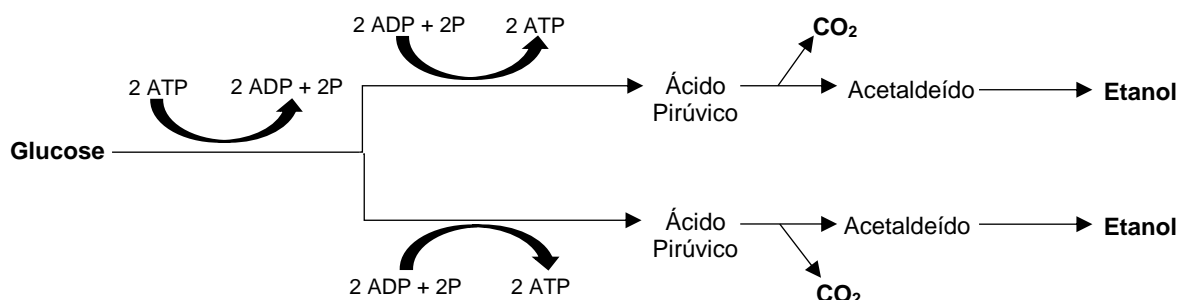 2 ADP + 2P 2 ATP CO₂
2 ATP 2 ADP + 2P
Ácido Acetaldeído Etanol
Pirúvico
Glucose
Ácido Acetaldeído Etanol
Pirúvico
2 ADP + 2P 2 ATP CO₂